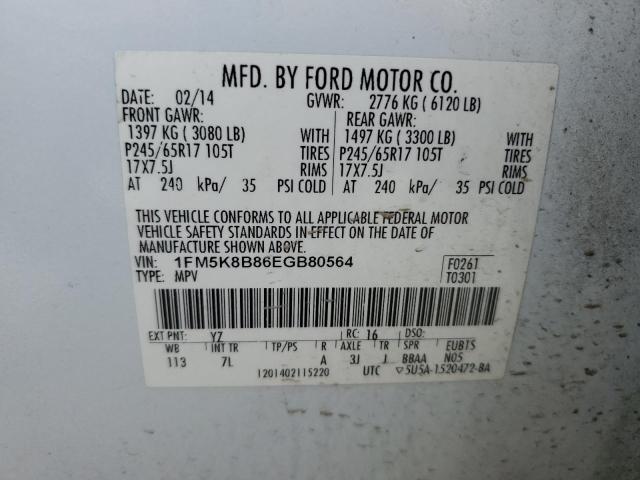 MFD. BY FORD MOTOR CO.
DATE: 02/14 GVWR: 2776 KG ( 6120 LB)
FRONT GAWR: REAR GAWR:
1397 KG ( 3080 LB) WITH 1497 KG ( 3300 LB) WITH
P245/65R17 105T TIRES P245/65R17 105T TIRES
17X7.5J RIMS 17X7.5J RIMS
AT 240 kPa/ 35 PSI COLD AT 240 kPa/ 35 PSI COLD
THIS VEHICLE CONFORMS TO ALL APPLICABLE FEDERAL MOTOR
VEHICLE SAFETY STANDARDS IN EFFECT ON THE DATE OF
MANUFACTURE SHOWN ABOVE.
VIN: 1FM5K8B86EGB80564 F0261
TYPE: MPV T0301
EXT PNT: YZ RC: 16 DSO:
WB INT TR TP/PS R AXLE TR SPR EUBTS
113 7L A 3J J BBAA N05
1201402115220 UTC ▽5U5A-1520472-BA